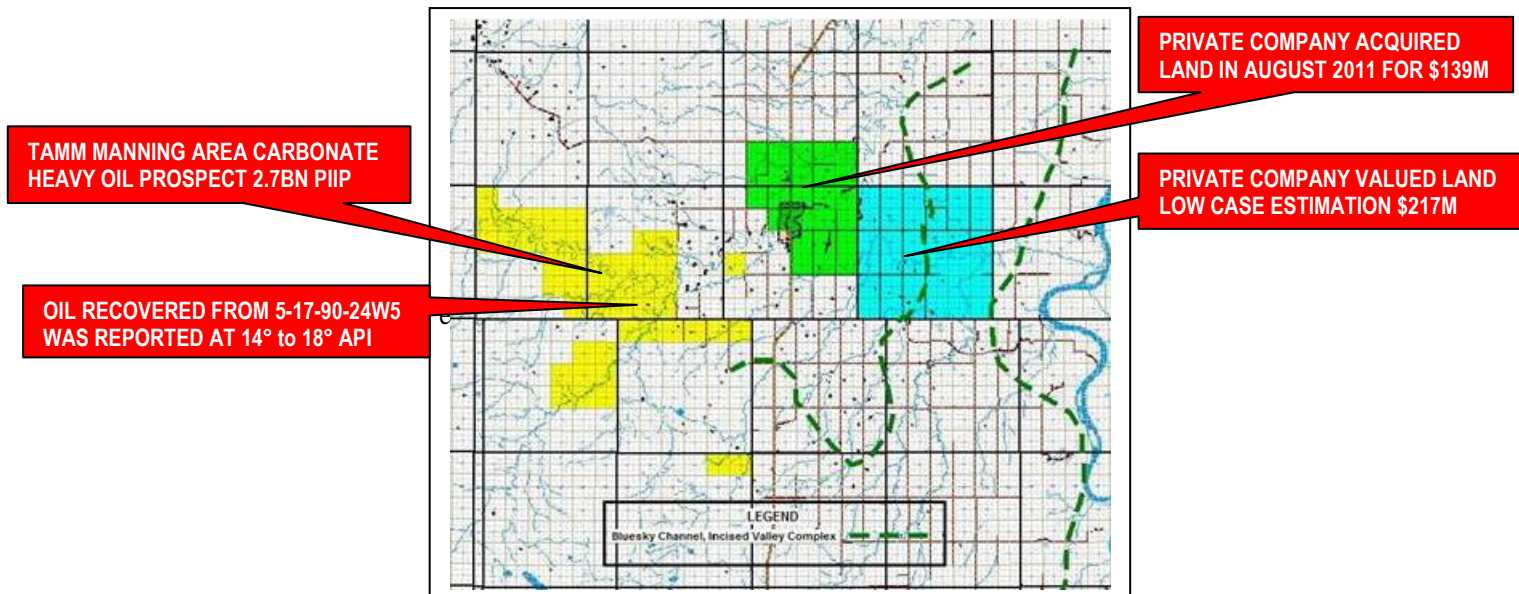 PRIVATE COMPANY ACQUIRED
LAND IN AUGUST 2011 FOR $139M
TAMM MANNING AREA CARBONATE
HEAVY OIL PROSPECT 2.7BN PIIP
PRIVATE COMPANY VALUED LAND
LOW CASE ESTIMATION $217M
OIL RECOVERED FROM 5-17-90-24W5
WAS REPORTED AT 14° to 18° API
LEGEND
Bluesky Channel, Incised Valley Complex